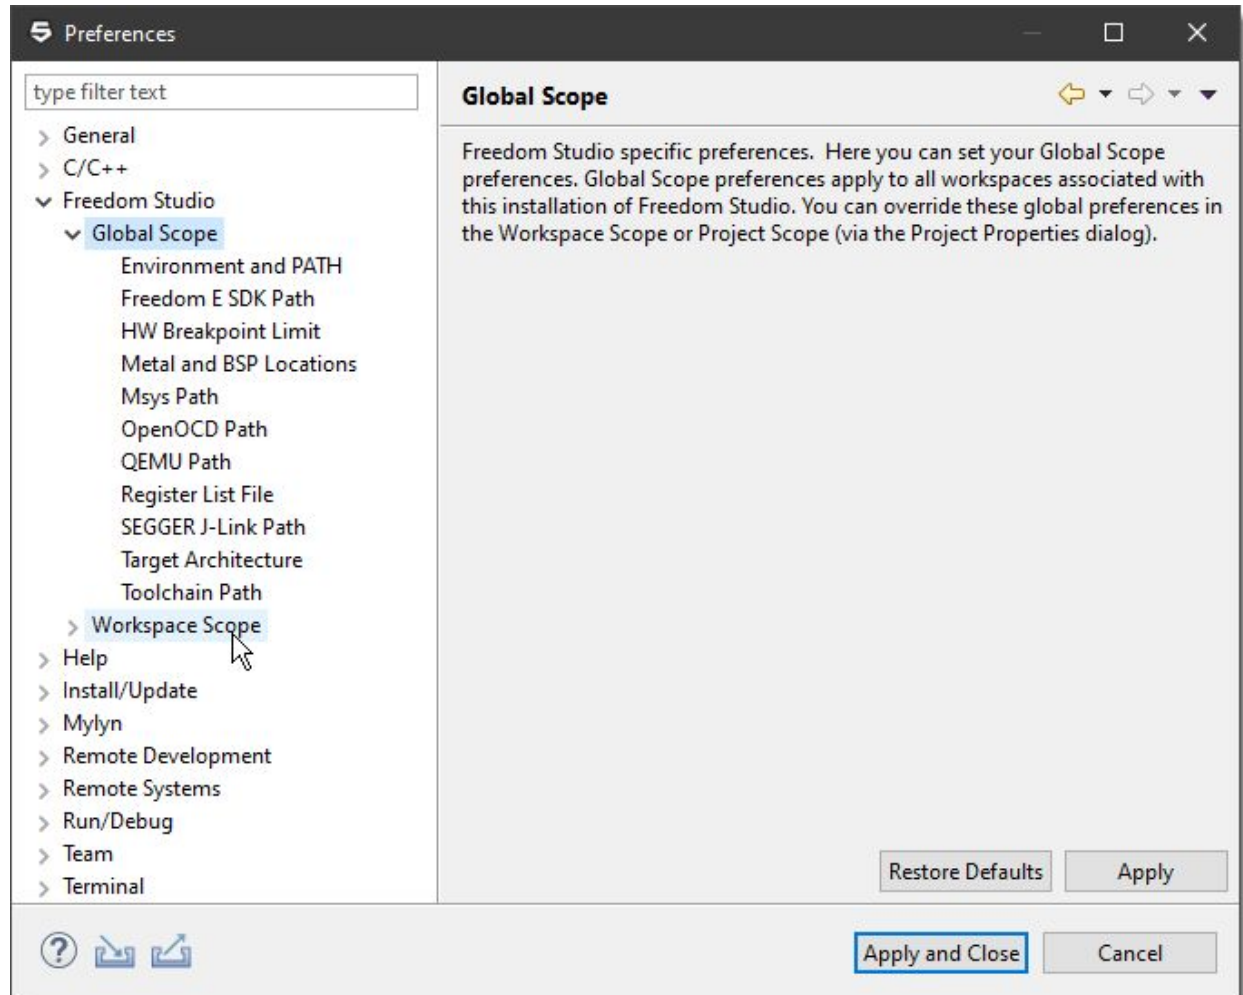 Preferences
type filter text
General
C/C++
Freedom Studio
Global Scope
Environment and PATH
Freedom E SDK Path
HW Breakpoint Limit
Metal and BSP Locations
Msys Path
OpenOCD Path
QEMU Path
Register List File
SEGGER J-Link Path
Target Architecture
Toolchain Path
Workspace Scope
Help
Install/Update
Mylyn
Remote Development
Remote Systems
Run/Debug
Team
Terminal
Global Scope
Freedom Studio specific preferences.  Here you can set your Global Scope
preferences. Global Scope preferences apply to all workspaces associated with
this installation of Freedom Studio. You can override these global preferences in
the Workspace Scope or Project Scope (via the Project Properties dialog).
Restore Defaults
Apply
Apply and Close
Cancel